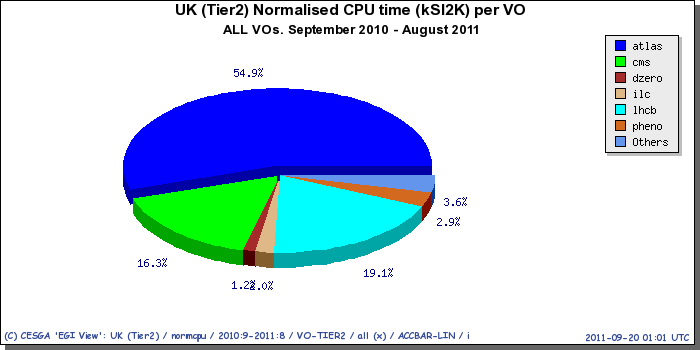 UK (Tier2) Normalised CPU time (kSI2K) per VO
ALL VOs. September 2010 - August 2011
atlas
cms
dzero
ilc
lhcb
pheno
Others
54.9%
3.6%
2.9%
16.3%
19.1%
1.2%
2.0%
(C) CESGA 'EGI View': UK (Tier2) / normcpu / 2010:9-2011:8 / VO-TIER2 / all (x) / ACCBAR-LIN / i
2011-09-20 01:01 UTC